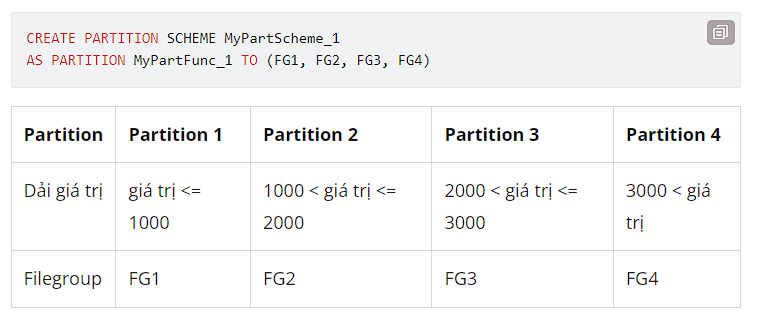 CREATE PARTITION SCHEME MyPartScheme_1
AS PARTITION MyPartFunc_1 TO (FG1, FG2, FG3, FG4)
Partition Partition 1 Partition 2 Partition 3 Partition 4
Dải giá trị giá trị <= 1000 < giá trị <= 2000 < giá trị <= 3000 < giá
1000 2000 3000 trị
Filegroup FG1 FG2 FG3 FG4